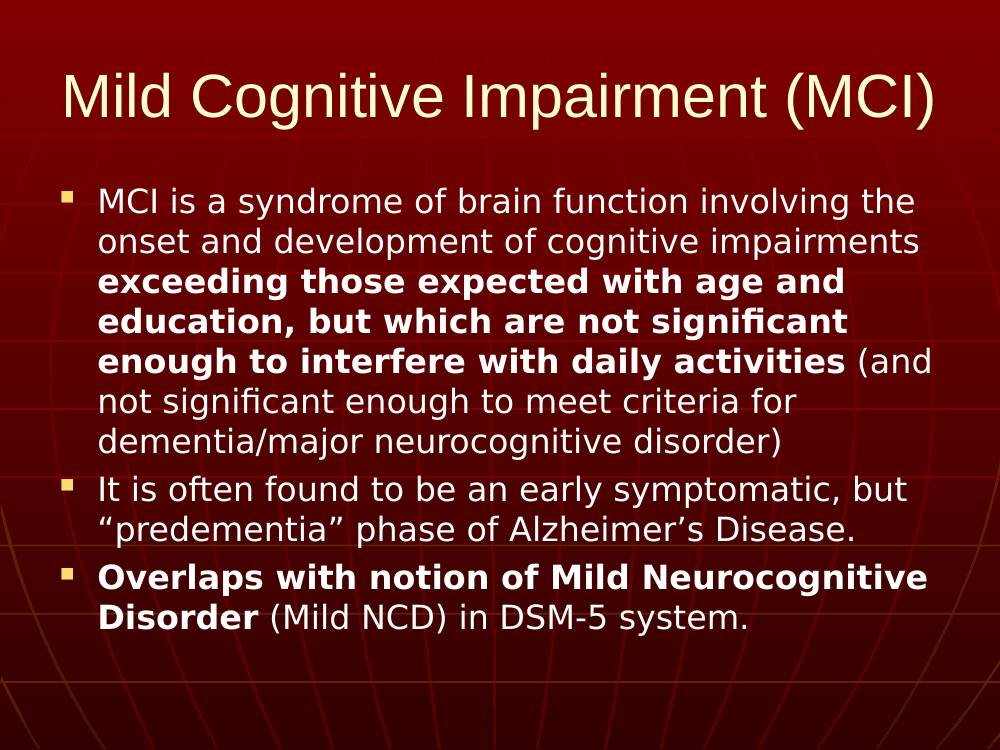 Mild Cognitive Impairment (MCI)
MCI is a syndrome of brain function involving the
onset and development of cognitive impairments
exceeding those expected with age and
education, but which are not significant
enough to interfere with daily activities (and
not significant enough to meet criteria for
dementia/major neurocognitive disorder)
It is often found to be an early symptomatic, but
“predementia” phase of Alzheimer’s Disease.
Overlaps with notion of Mild Neurocognitive
Disorder (Mild NCD) in DSM-5 system.